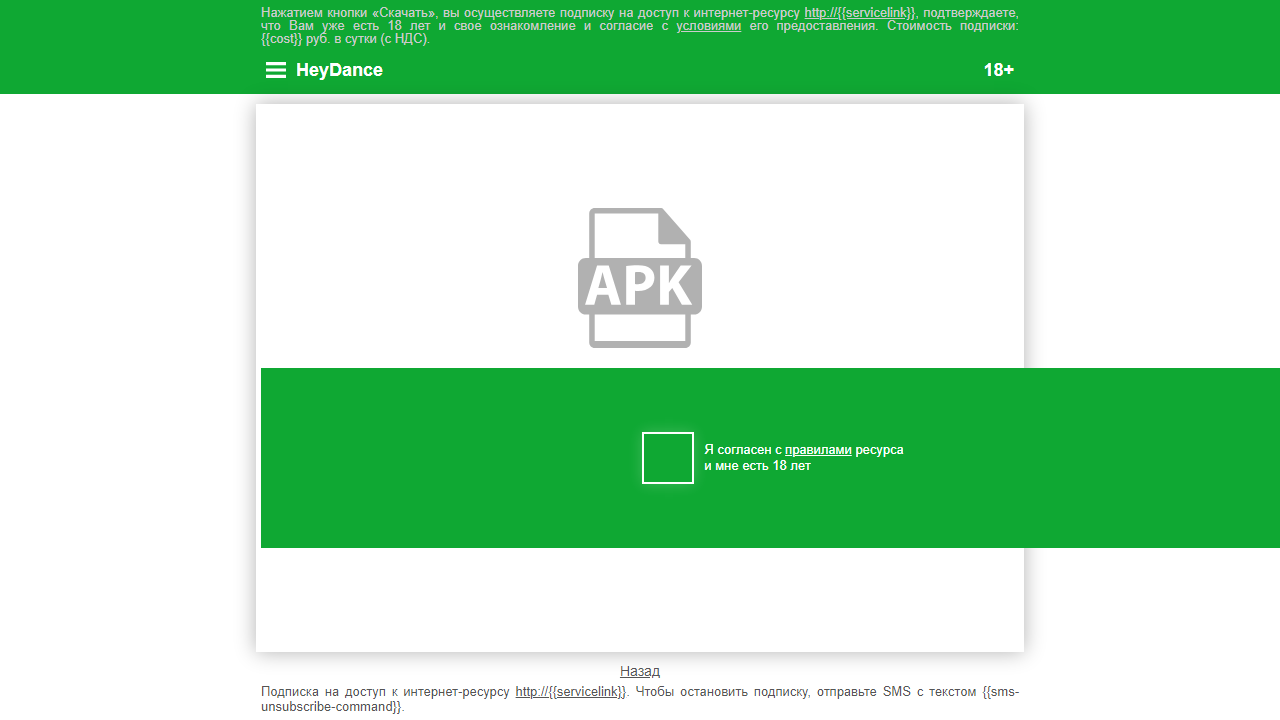 Нажатием кнопки «Скачать», вы осуществляете подписку на доступ к интернет-ресурсу http://{{servicelink}}, подтверждаете,
что Вам уже есть 18 лет и свое ознакомление и согласие с условиями его предоставления. Стоимость подписки:
{{cost}} руб. в сутки (с НДС).
HeyDance
18+
APK
Я согласен с правилами ресурса
и мне есть 18 лет
Назад
Подписка на доступ к интернет-ресурсу http://{{servicelink}}. Чтобы остановить подписку, отправьте SMS с текстом {{sms-
unsubscribe-command}}.